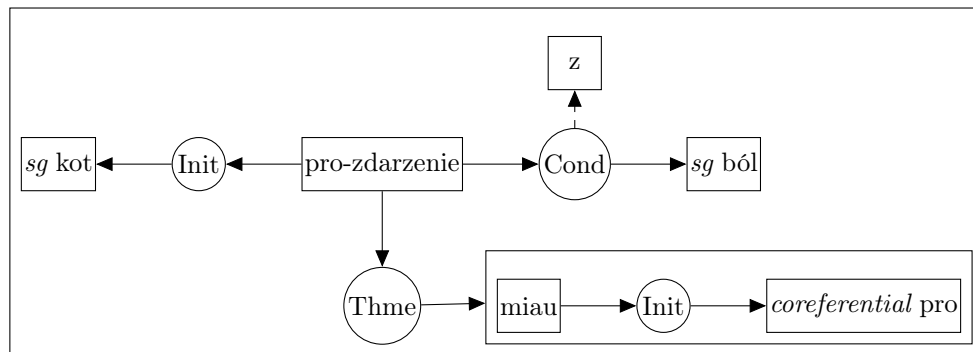 z
sg kot Init pro-zdarzenie Cond sg ból
Thme miau Init coreferential pro